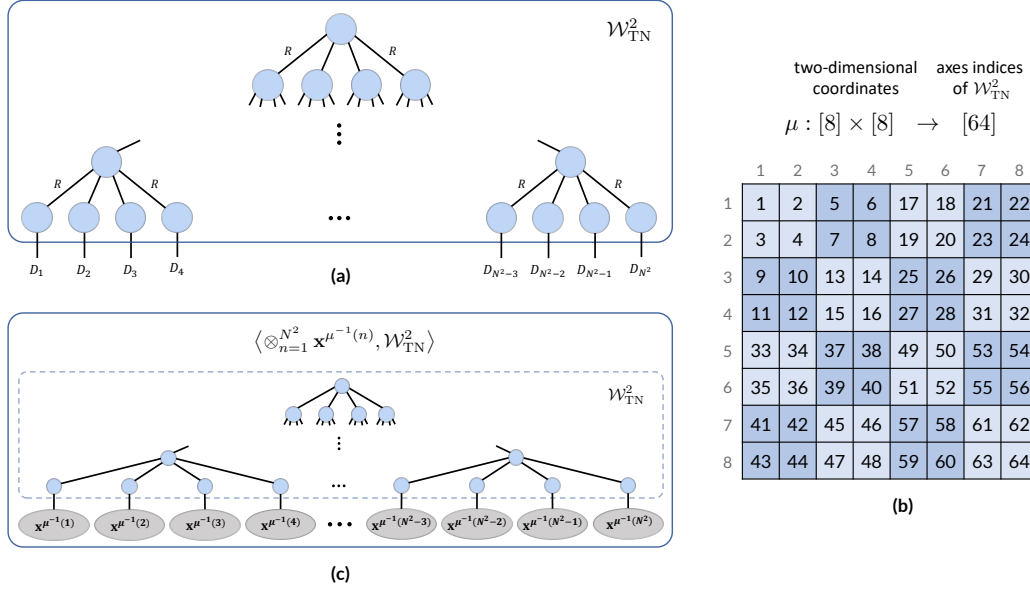 𝒲²_TN
R
R
R
R
R
R
...
D₁ D₂ D₃ D₄
D_{N²−3} D_{N²−2} D_{N²−1} D_{N²}
(a)
two-dimensional coordinates
axes indices of 𝒲²_TN
μ : [8] × [8] → [64]
1 2 3 4 5 6 7 8
1 1 2 5 6 17 18 21 22
2 3 4 7 8 19 20 23 24
3 9 10 13 14 25 26 29 30
4 11 12 15 16 27 28 31 32
5 33 34 37 38 49 50 53 54
6 35 36 39 40 51 52 55 56
7 41 42 45 46 57 58 61 62
8 43 44 47 48 59 60 63 64
(b)
⟨⊗_{n=1}^{N²} x^{μ⁻¹(n)}, 𝒲²_TN⟩
𝒲²_TN
...
x^{μ⁻¹(1)} x^{μ⁻¹(2)} x^{μ⁻¹(3)} x^{μ⁻¹(4)} ... x^{μ⁻¹(N²−3)} x^{μ⁻¹(N²−2)} x^{μ⁻¹(N²−1)} x^{μ⁻¹(N²)}
(c)